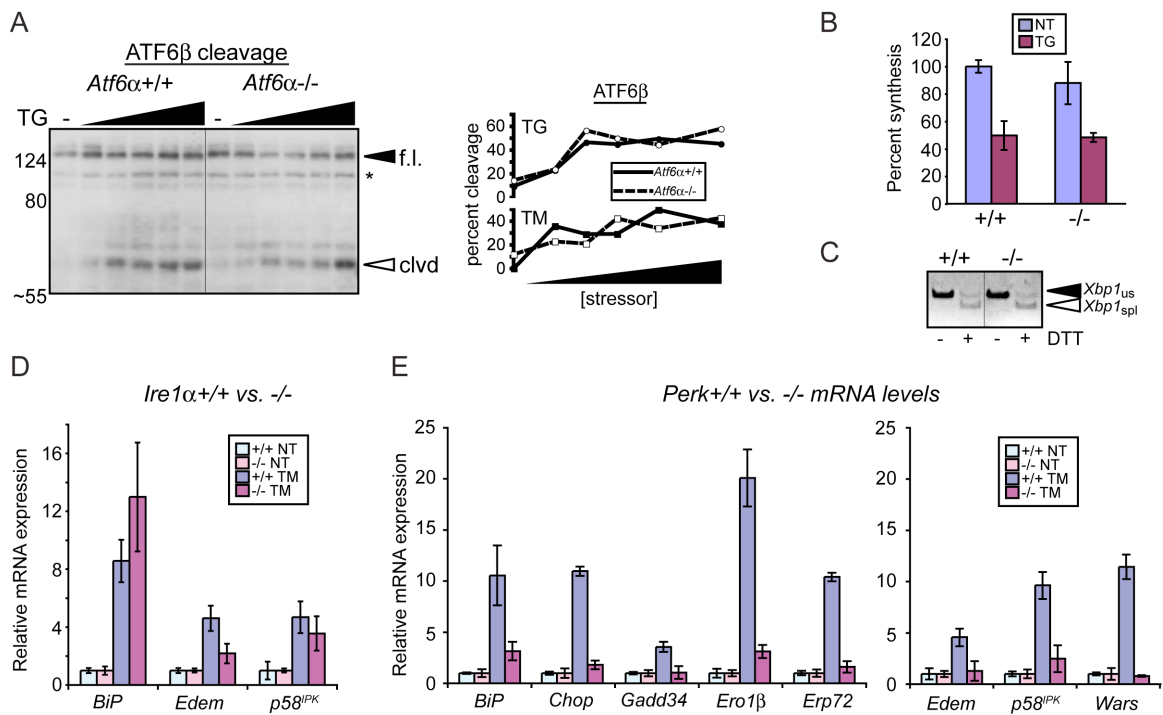 A
ATF6β cleavage
Atf6α+/+ Atf6α-/-
TG -  -
124
80
~55
f.l.
*
clvd
ATF6β
percent cleavage
TG
60
40
20
0
Atf6α+/+
Atf6α-/-
TM
40
20
0
[stressor]
B
NT
TG
Percent synthesis
120
100
80
60
40
20
0
+/+ -/-
C
+/+ -/-
Xbp1us
Xbp1spl
- + - + DTT
D
Ire1α+/+ vs. -/-
Relative mRNA expression
16
12
8
4
0
+/+ NT
-/- NT
+/+ TM
-/- TM
BiP Edem p58IPK
E
Perk+/+ vs. -/- mRNA levels
Relative mRNA expression
25
20
15
10
5
0
BiP Chop Gadd34 Ero1β Erp72
25
20
15
10
5
0
+/+ NT
-/- NT
+/+ TM
-/- TM
Edem p58IPK Wars